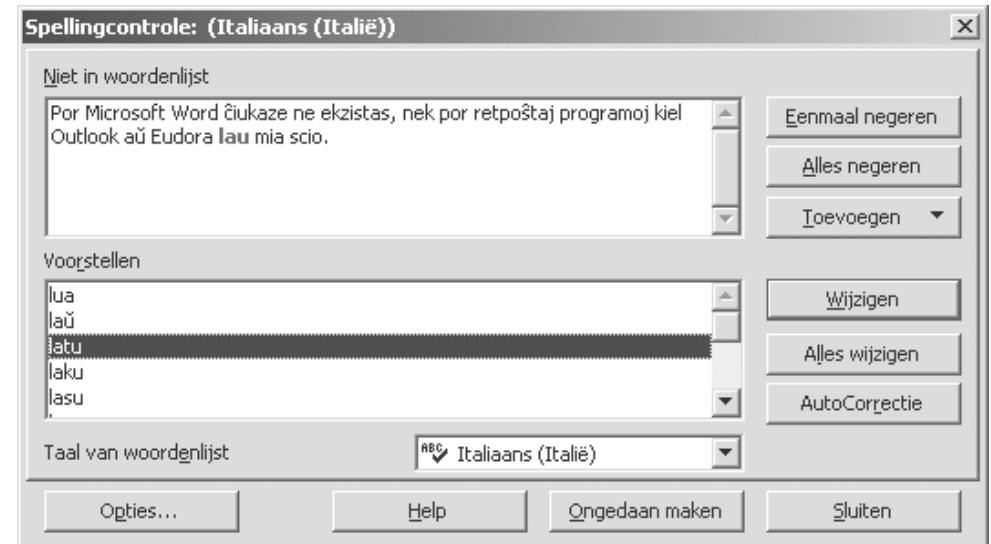 Spellingcontrole: (Italiaans (Italië))
Niet in woordenlijst
Por Microsoft Word ĉiukaze ne ekzistas, nek por retpoŝtaj programoj kiel
Outlook aŭ Eudora lau mia scio.
Eenmaal negeren
Alles negeren
Toevoegen
Voorstellen
lua
laŭ
latu
laku
lasu
Wijzigen
Alles wijzigen
AutoCorrectie
Taal van woordenlijst
ABC Italiaans (Italië)
Opties...
Help
Ongedaan maken
Sluiten